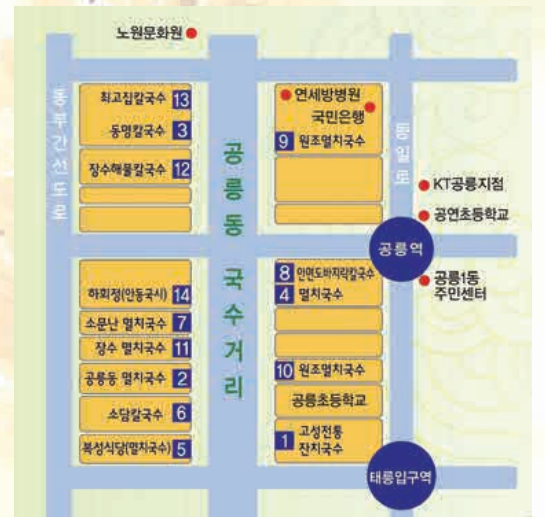 노원문화원
최고집칼국수 13
동명칼국수 3
장수해물칼국수 12
동부간선도로
공릉동 국수거리
연세방병원
국민은행
9 원조멸치국수
동일로
KT공릉지점
공연초등학교
공릉역
공릉1동
주민센터
하회정(안동국시) 14
소문난 멸치국수 7
장수 멸치국수 11
공릉동 멸치국수 2
소담칼국수 6
북성식당(멸치국수) 5
8 안면도바지락칼국수
4 멸치국수
10 원조멸치국수
공릉초등학교
1 고성전통
잔치국수
태릉입구역